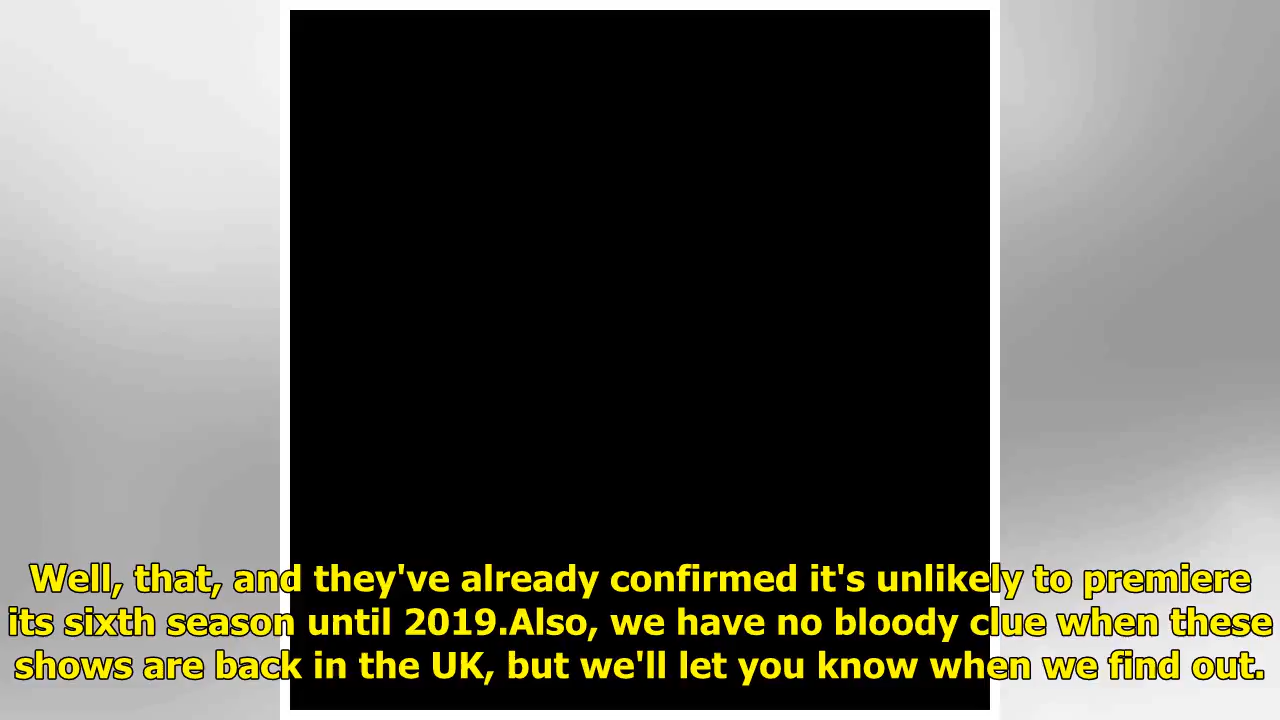 Well, that, and they've already confirmed it's unlikely to premiere
its sixth season until 2019.Also, we have no bloody clue when these
shows are back in the UK, but we'll let you know when we find out.